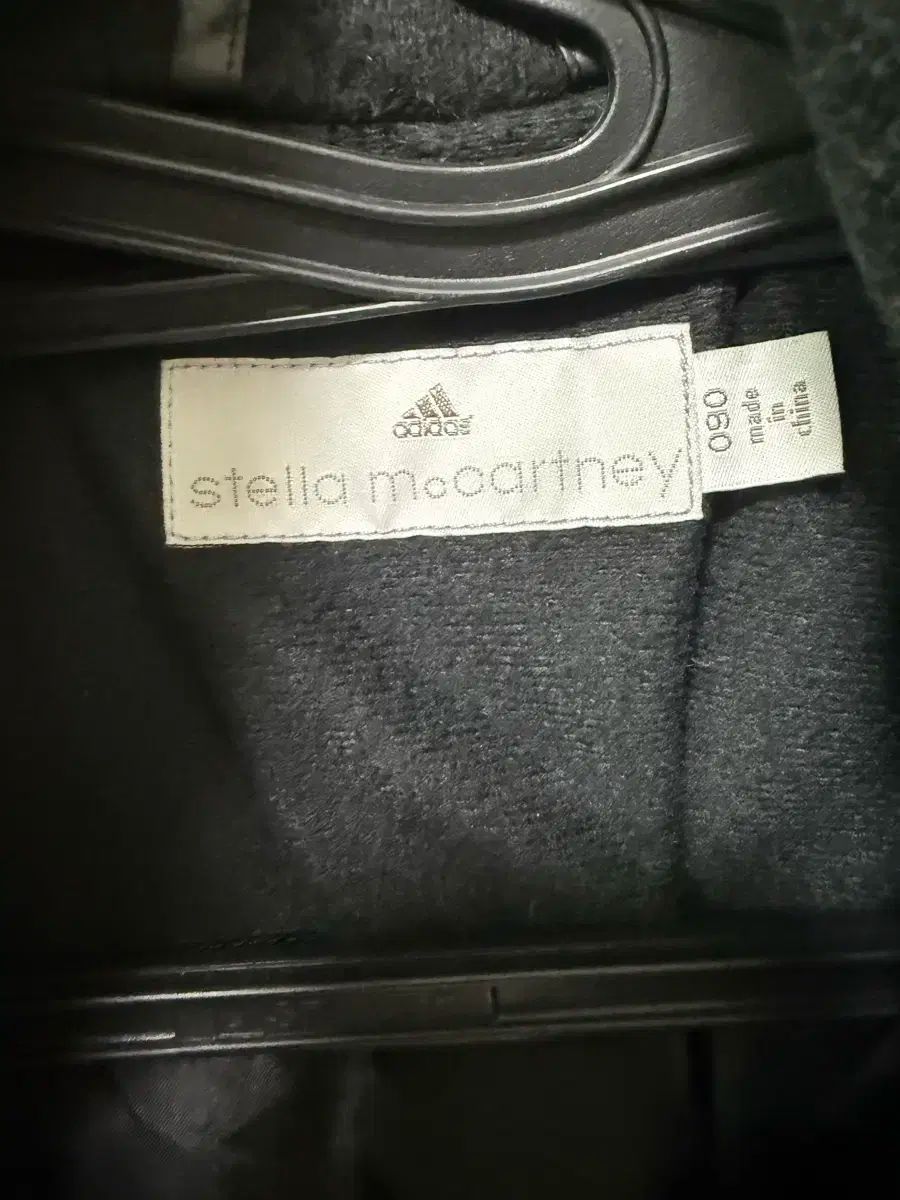 adidas
stella mccartney
090
made
in
china